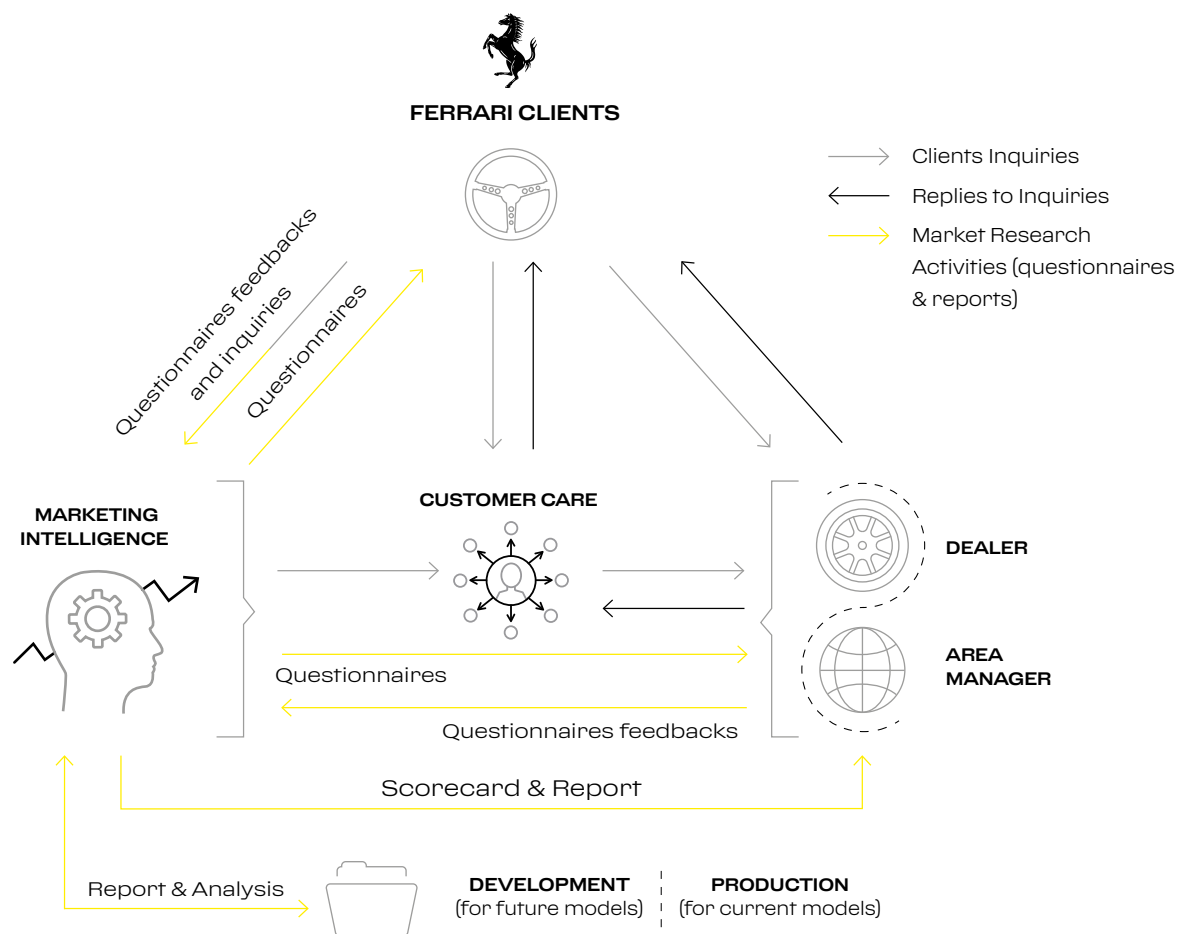 FERRARI CLIENTS
Clients Inquiries
Replies to Inquiries
Market Research
Activities (questionnaires
& reports)
Questionnaires feedbacks
and inquiries
Questionnaires
MARKETING
INTELLIGENCE
CUSTOMER CARE
DEALER
AREA
MANAGER
Questionnaires
Questionnaires feedbacks
Scorecard & Report
Report & Analysis
DEVELOPMENT
(for future models)
PRODUCTION
(for current models)